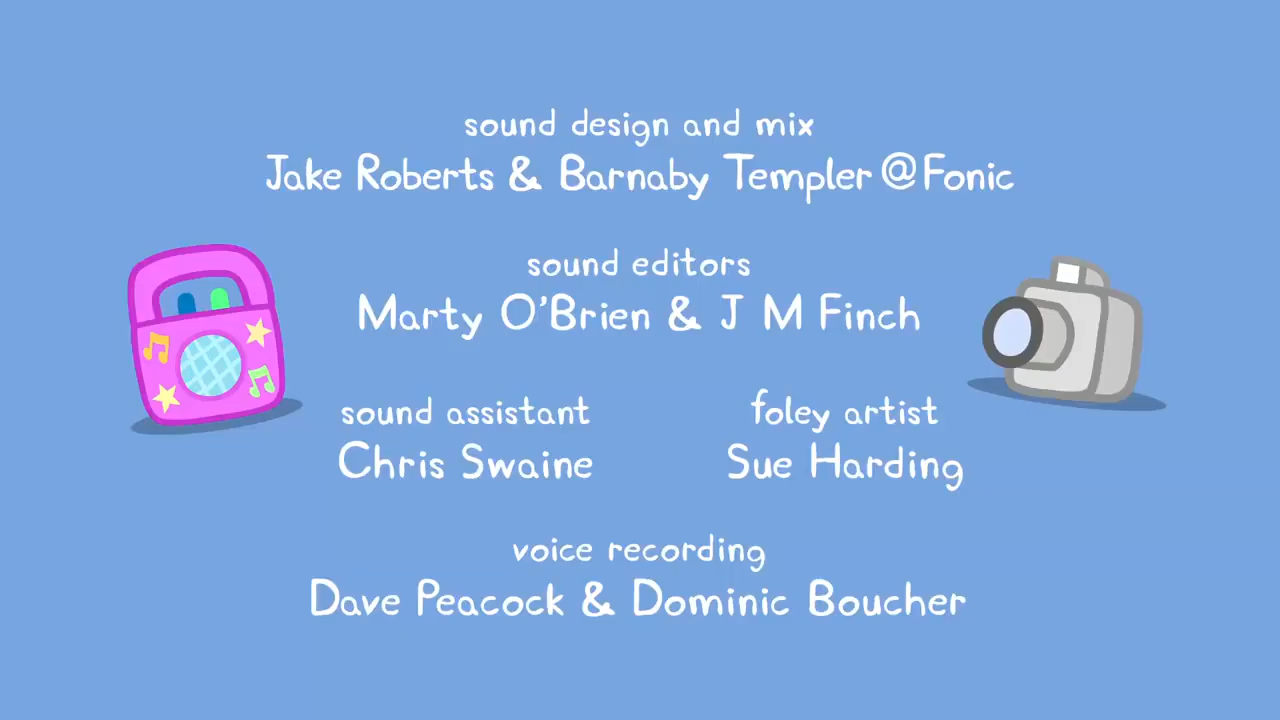 sound design and mix
Jake Roberts & Barnaby Templer @ Fonic
sound editors
Marty O'Brien & J M Finch
sound assistant
Chris Swaine
foley artist
Sue Harding
voice recording
Dave Peacock & Dominic Boucher